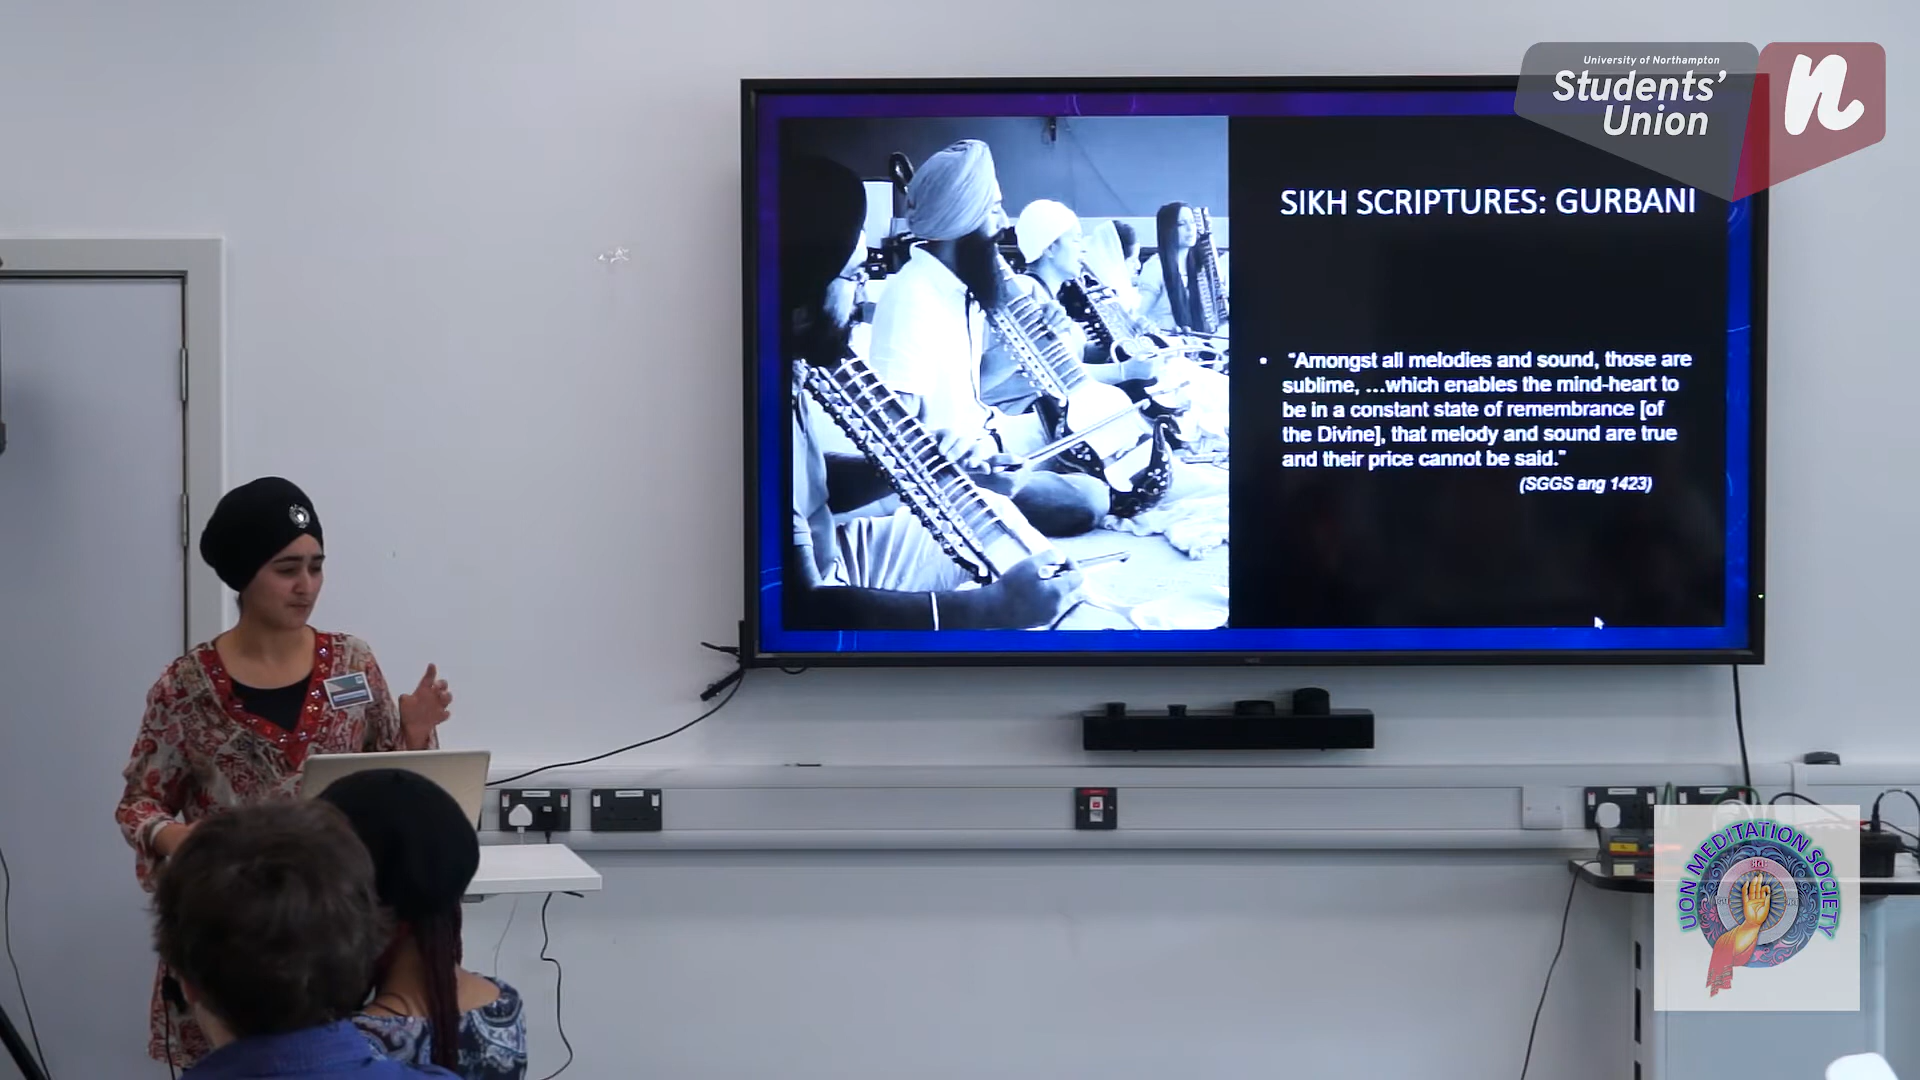 University of Northampton
Students'
Union
n
SIKH SCRIPTURES: GURBANI
• "Amongst all melodies and sound, those are
sublime, ...which enables the mind-heart to
be in a constant state of remembrance [of
the Divine], that melody and sound are true
and their price cannot be said."
(SGGS ang 1423)
UON MEDITATION SOCIETY